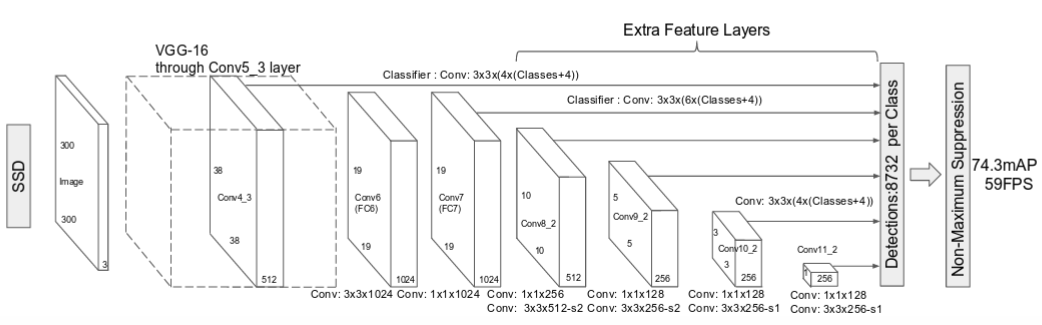 Extra Feature Layers
VGG-16
through Conv5_3 layer
Classifier : Conv: 3x3x(4x(Classes+4))
Classifier : Conv: 3x3x(6x(Classes+4))
SSD
300
Image
300
3
38
Conv4_3
38
512
19
Conv6
(FC6)
19
1024
19
Conv7
(FC7)
19
1024
10
Conv8_2
10
512
5
Conv9_2
5
256
Conv: 3x3x(4x(Classes+4))
3
Conv10_2
3
256
Conv11_2
1
256
Detections:8732 per Class
Non-Maximum Suppression
74.3mAP
59FPS
Conv: 3x3x1024
Conv: 1x1x1024
Conv: 1x1x256
Conv: 3x3x512-s2
Conv: 1x1x128
Conv: 3x3x256-s2
Conv: 1x1x128
Conv: 3x3x256-s1
Conv: 1x1x128
Conv: 3x3x256-s1